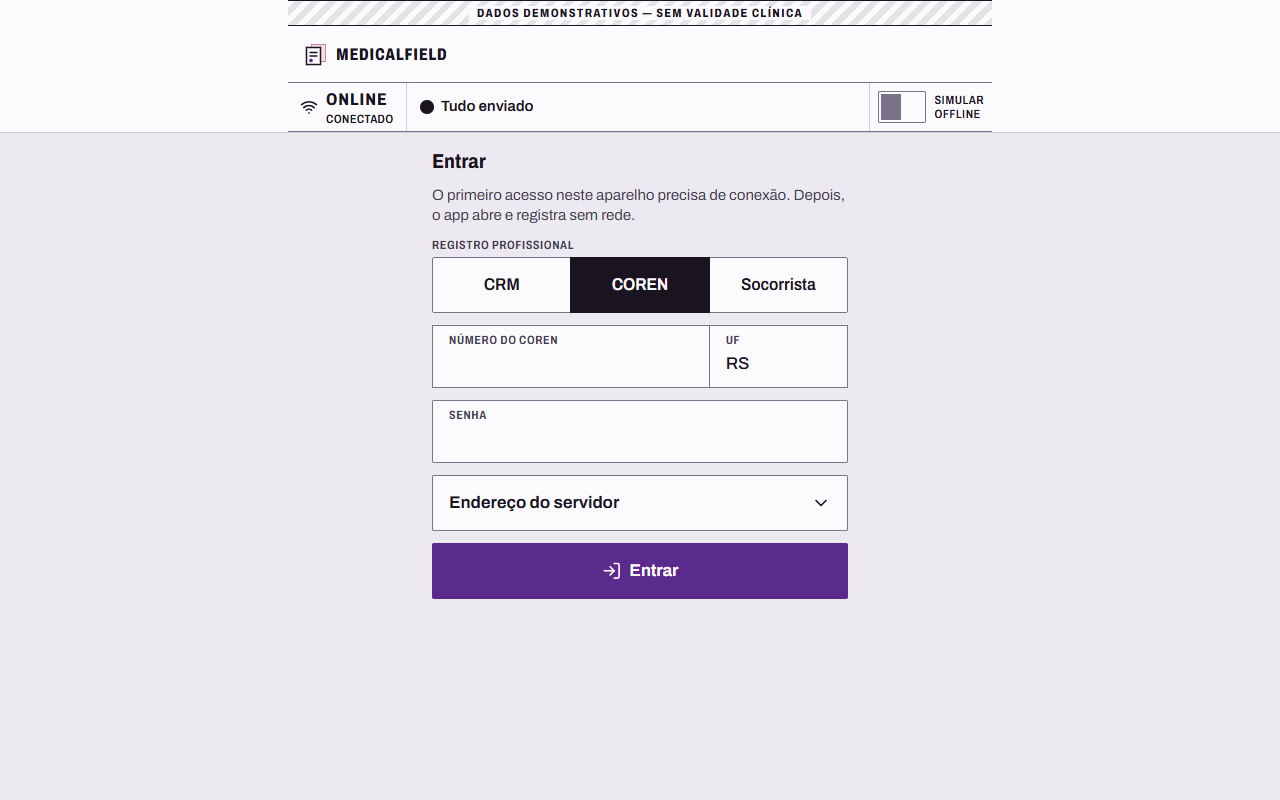 DADOS DEMONSTRATIVOS — SEM VALIDADE CLÍNICA
MEDICALFIELD
ONLINE
CONECTADO
Tudo enviado
SIMULAR
OFFLINE
Entrar
O primeiro acesso neste aparelho precisa de conexão. Depois,
o app abre e registra sem rede.
REGISTRO PROFISSIONAL
CRM
COREN
Socorrista
NÚMERO DO COREN
UF
RS
SENHA
Endereço do servidor
Entrar